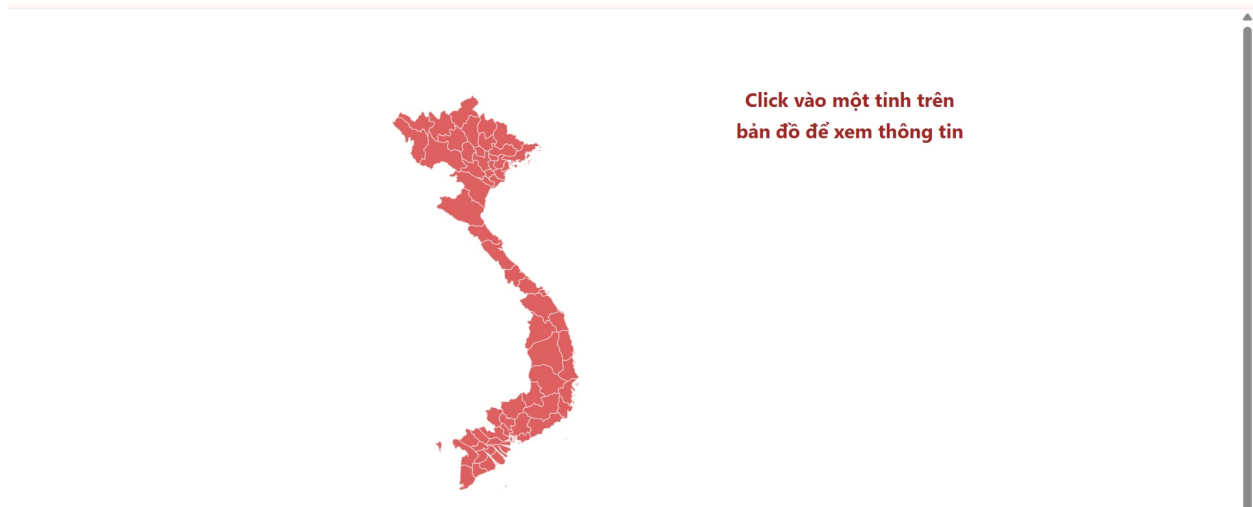 Click vào một tỉnh trên
bản đồ để xem thông tin